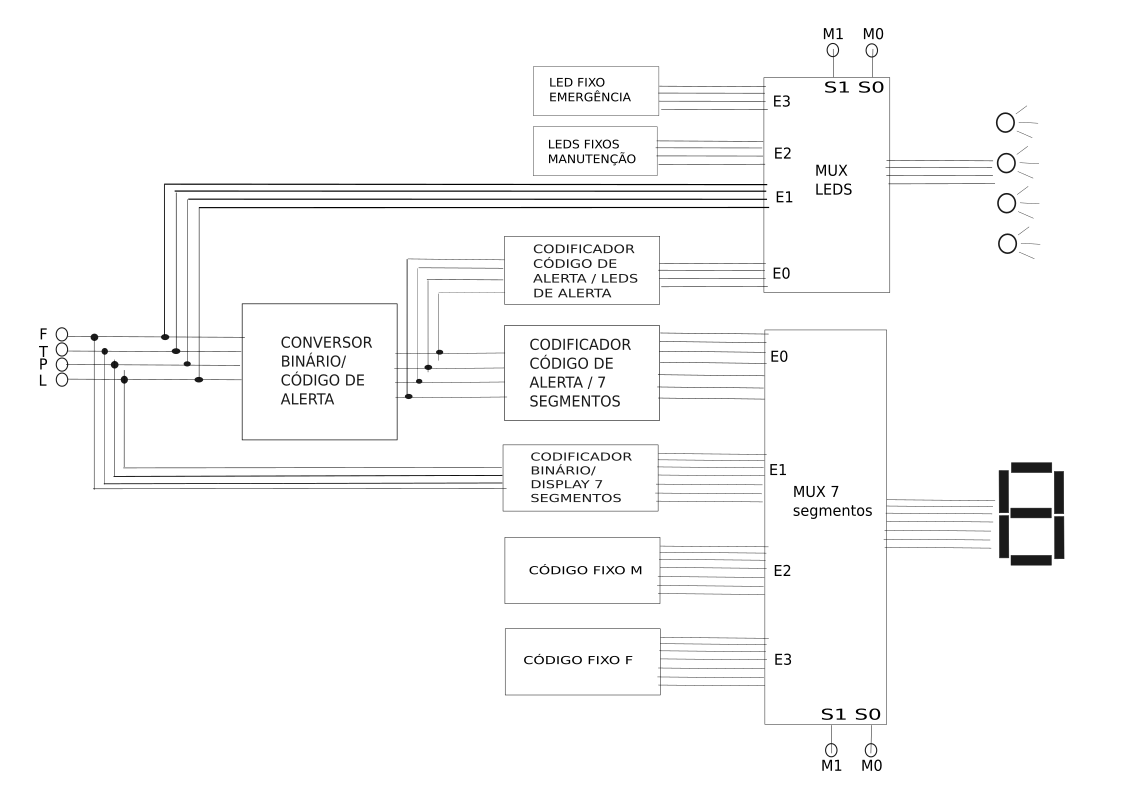 M1 M0
S1 S0
LED FIXO
EMERGÊNCIA
E3
LEDS FIXOS
MANUTENÇÃO
E2
MUX
LEDS
E1
CODIFICADOR
CÓDIGO DE
ALERTA / LEDS
DE ALERTA
E0
F
T
P
L
CONVERSOR
BINÁRIO/
CÓDIGO DE
ALERTA
CODIFICADOR
CÓDIGO DE
ALERTA / 7
SEGMENTOS
E0
CODIFICADOR
BINÁRIO/
DISPLAY 7
SEGMENTOS
E1
MUX 7
segmentos
CÓDIGO FIXO M
E2
CÓDIGO FIXO F
E3
S1 S0
M1 M0